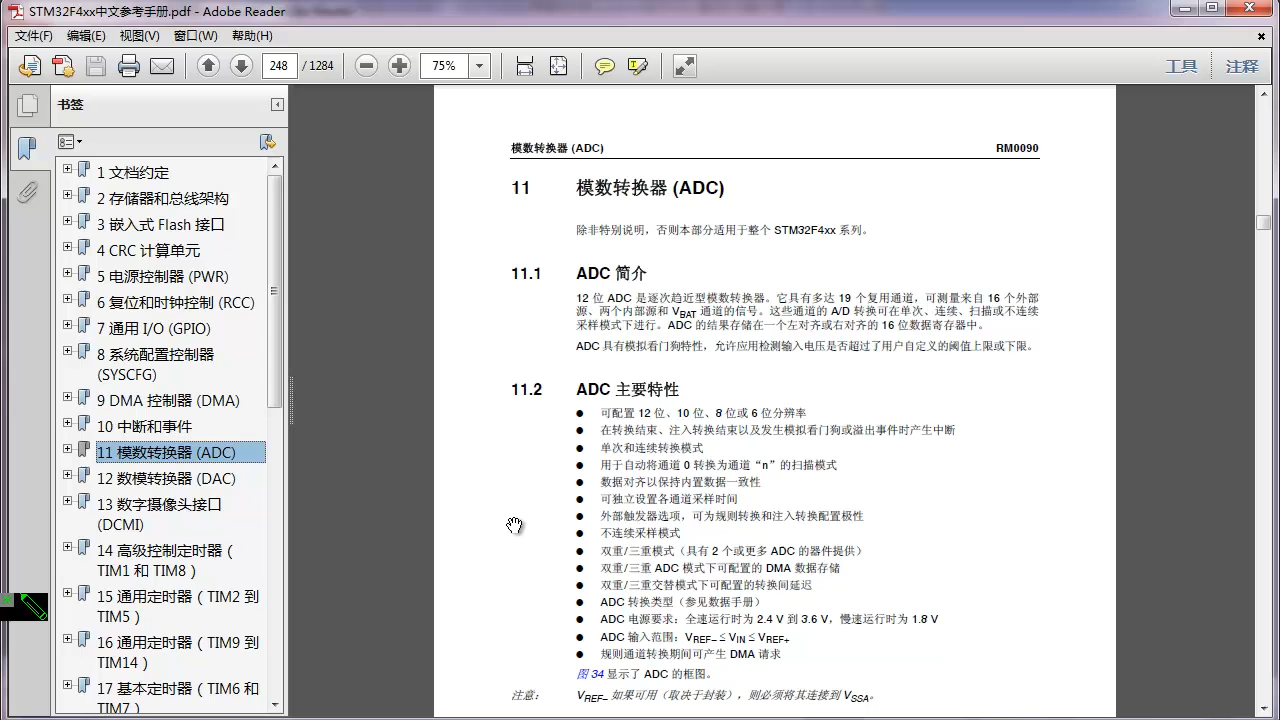 STM32F4xx中文参考手册.pdf - Adobe Reader
文件(F) 编辑(E) 视图(V) 窗口(W) 帮助(H)
248 / 1284 75% 工具 注释
书签
1 文档约定
2 存储器和总线架构
3 嵌入式 Flash 接口
4 CRC 计算单元
5 电源控制器 (PWR)
6 复位和时钟控制 (RCC)
7 通用 I/O (GPIO)
8 系统配置控制器
(SYSCFG)
9 DMA 控制器 (DMA)
10 中断和事件
11 模数转换器 (ADC)
12 数模转换器 (DAC)
13 数字摄像头接口
(DCMI)
14 高级控制定时器（
TIM1 和 TIM8）
15 通用定时器（TIM2 到
TIM5）
16 通用定时器（TIM9 到
TIM14）
17 基本定时器（TIM6 和
TIM7）
模数转换器 (ADC) RM0090
11 模数转换器 (ADC)
除非特别说明，否则本部分适用于整个 STM32F4xx 系列。
11.1 ADC 简介
12 位 ADC 是逐次趋近型模数转换器。它具有多达 19 个复用通道，可测量来自 16 个外部
源、两个内部源和 VBAT 通道的信号。这些通道的 A/D 转换可在单次、连续、扫描或不连续
采样模式下进行。ADC 的结果存储在一个左对齐或右对齐的 16 位数据寄存器中。
ADC 具有模拟看门狗特性，允许应用检测输入电压是否超过了用户自定义的阈值上限或下限。
11.2 ADC 主要特性
● 可配置 12 位、10 位、8 位或 6 位分辨率
● 在转换结束、注入转换结束以及发生模拟看门狗或溢出事件时产生中断
● 单次和连续转换模式
● 用于自动将通道 0 转换为通道“n”的扫描模式
● 数据对齐以保持内置数据一致性
● 可独立设置各通道采样时间
● 外部触发器选项，可为规则转换和注入转换配置极性
● 不连续采样模式
● 双重/三重模式（具有 2 个或更多 ADC 的器件提供）
● 双重/三重 ADC 模式下可配置的 DMA 数据存储
● 双重/三重交替模式下可配置的转换间延迟
● ADC 转换类型（参见数据手册）
● ADC 电源要求：全速运行时为 2.4 V 到 3.6 V，慢速运行时为 1.8 V
● ADC 输入范围：VREF– ≤ VIN ≤ VREF+
● 规则通道转换期间可产生 DMA 请求
图 34 显示了 ADC 的框图。
注意： VREF– 如果可用（取决于封装），则必须将其连接到 VSSA。